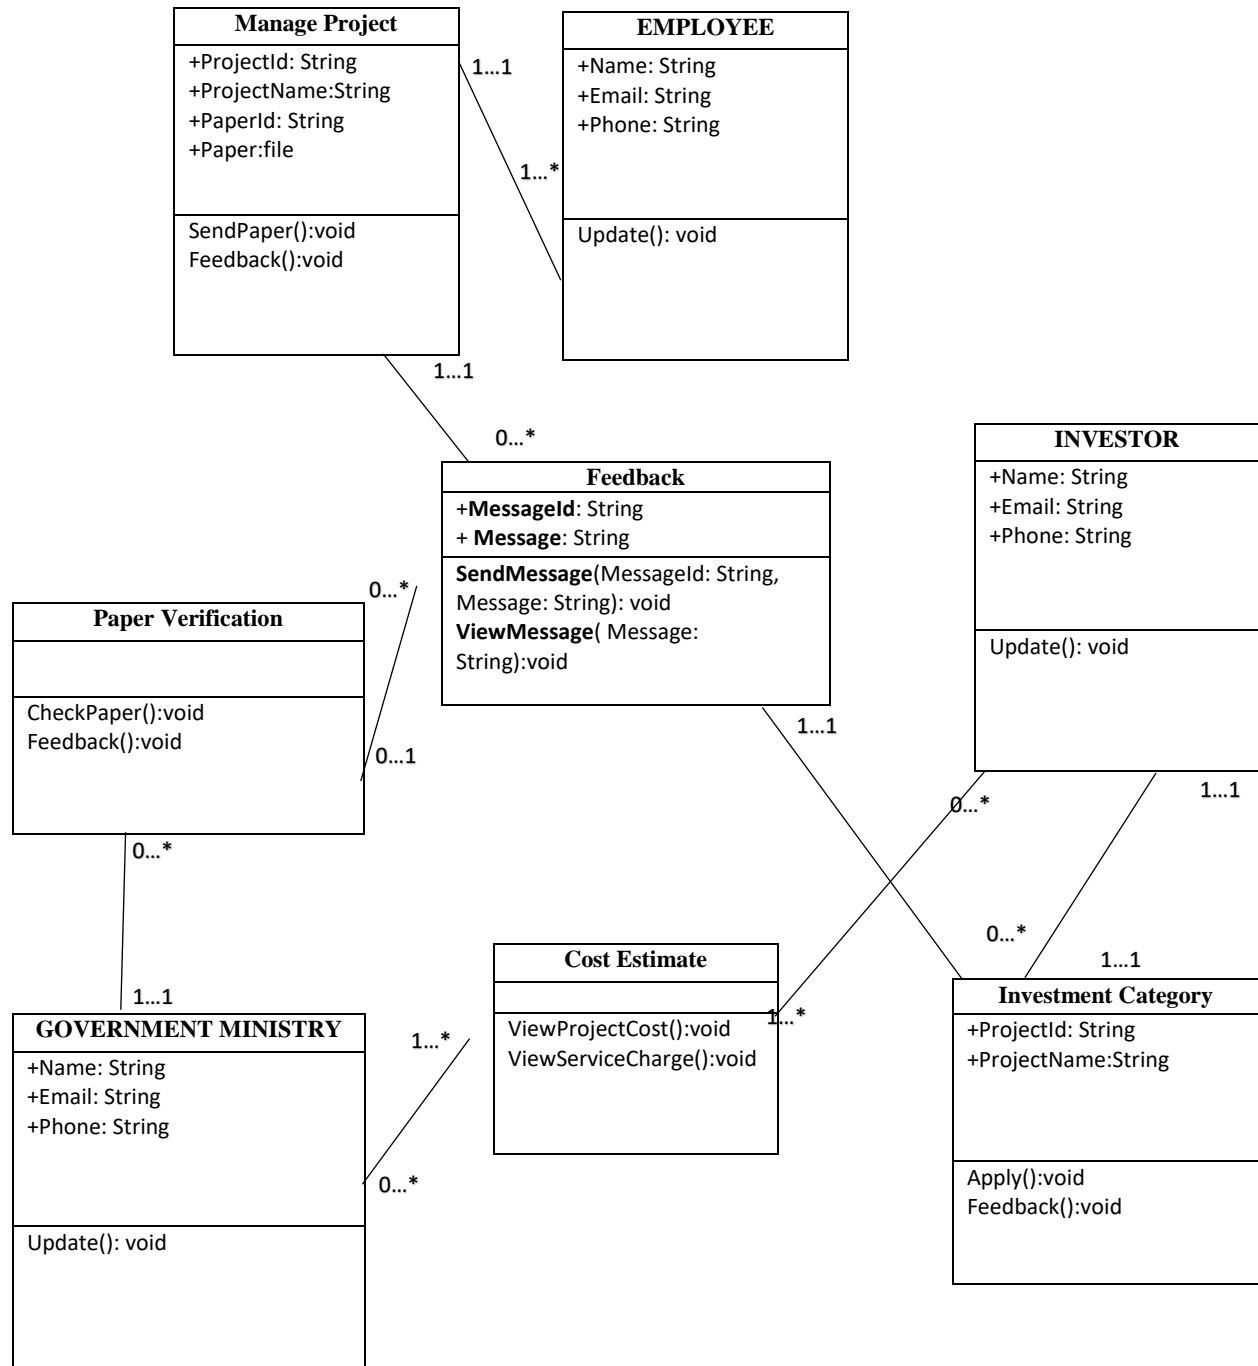 Manage Project
+ProjectId: String
+ProjectName:String
+PaperId: String
+Paper:file
SendPaper():void
Feedback():void
1...1
1...*
EMPLOYEE
+Name: String
+Email: String
+Phone: String
Update(): void
1...1
0...*
Feedback
+MessageId: String
+ Message: String
SendMessage(MessageId: String,
Message: String): void
ViewMessage( Message:
String):void
INVESTOR
+Name: String
+Email: String
+Phone: String
Update(): void
0...*
Paper Verification
CheckPaper():void
Feedback():void
0...1
1...1
0...*
1...1
0...*
0...*
1...1
1...1
GOVERNMENT MINISTRY
+Name: String
+Email: String
+Phone: String
Update(): void
1...*
0...*
Cost Estimate
ViewProjectCost():void
ViewServiceCharge():void
1...*
Investment Category
+ProjectId: String
+ProjectName:String
Apply():void
Feedback():void